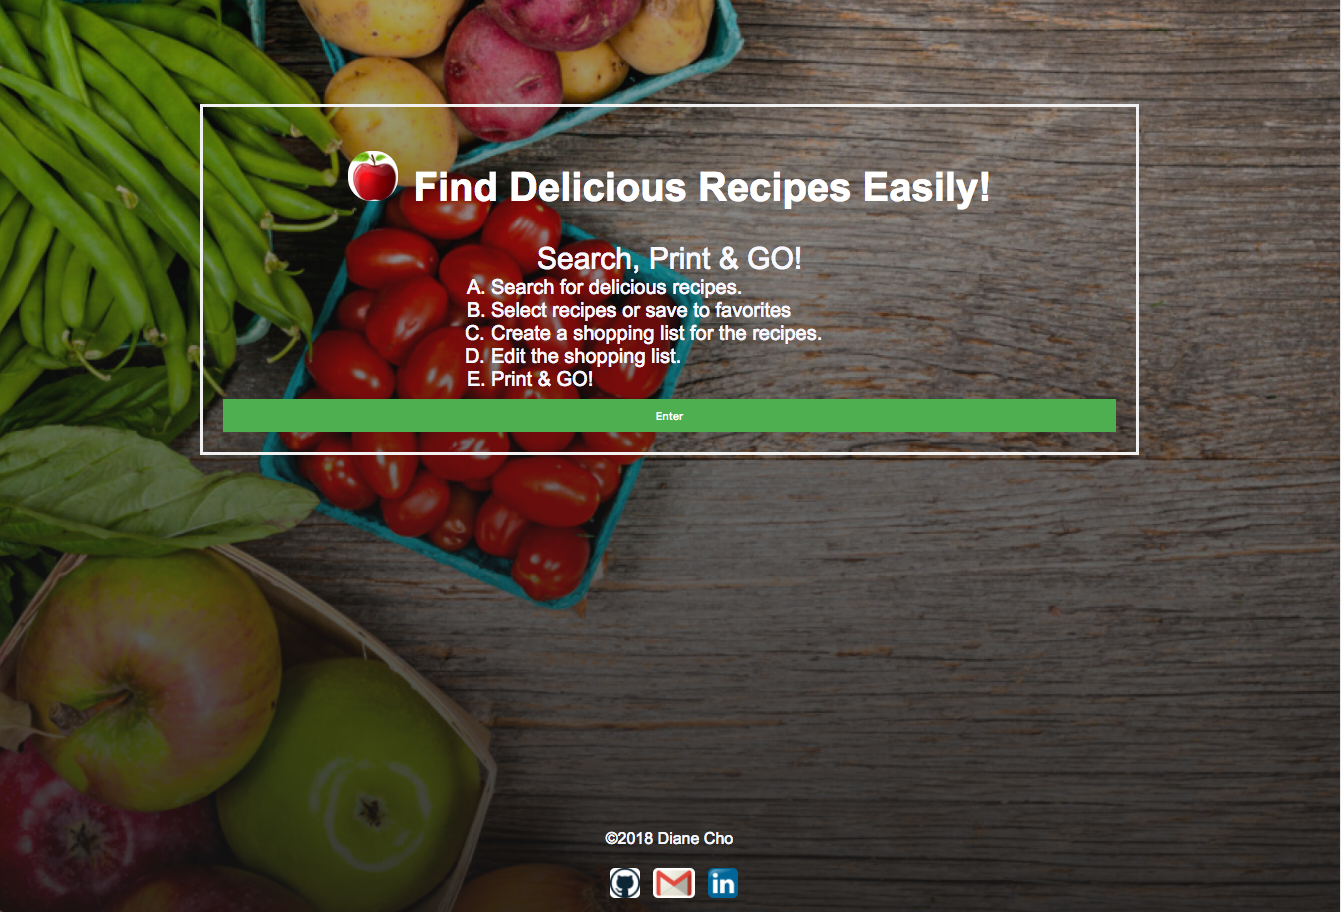 Find Delicious Recipes Easily!
Search, Print & GO!
A. Search for delicious recipes.
B. Select recipes or save to favorites
C. Create a shopping list for the recipes.
D. Edit the shopping list.
E. Print & GO!
Enter
©2018 Diane Cho
in